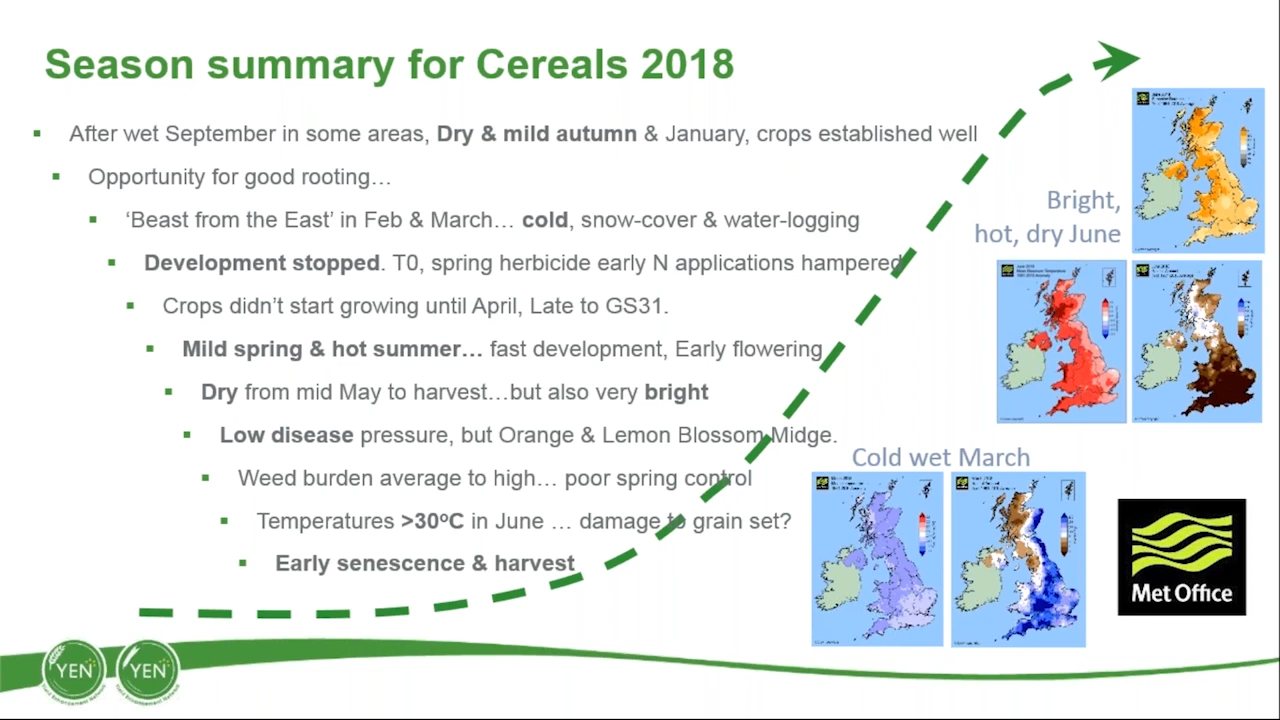 Season summary for Cereals 2018
▪ After wet September in some areas, Dry & mild autumn & January, crops established well
▪ Opportunity for good rooting…
▪ ‘Beast from the East’ in Feb & March… cold, snow-cover & water-logging
▪ Development stopped. T0, spring herbicide early N applications hampered
▪ Crops didn’t start growing until April, Late to GS31.
▪ Mild spring & hot summer… fast development, Early flowering
▪ Dry from mid May to harvest…but also very bright
▪ Low disease pressure, but Orange & Lemon Blossom Midge.
▪ Weed burden average to high… poor spring control
▪ Temperatures >30ºC in June … damage to grain set?
▪ Early senescence & harvest
Bright,
hot, dry June
Cold wet March
Met Office
YEN
YEN